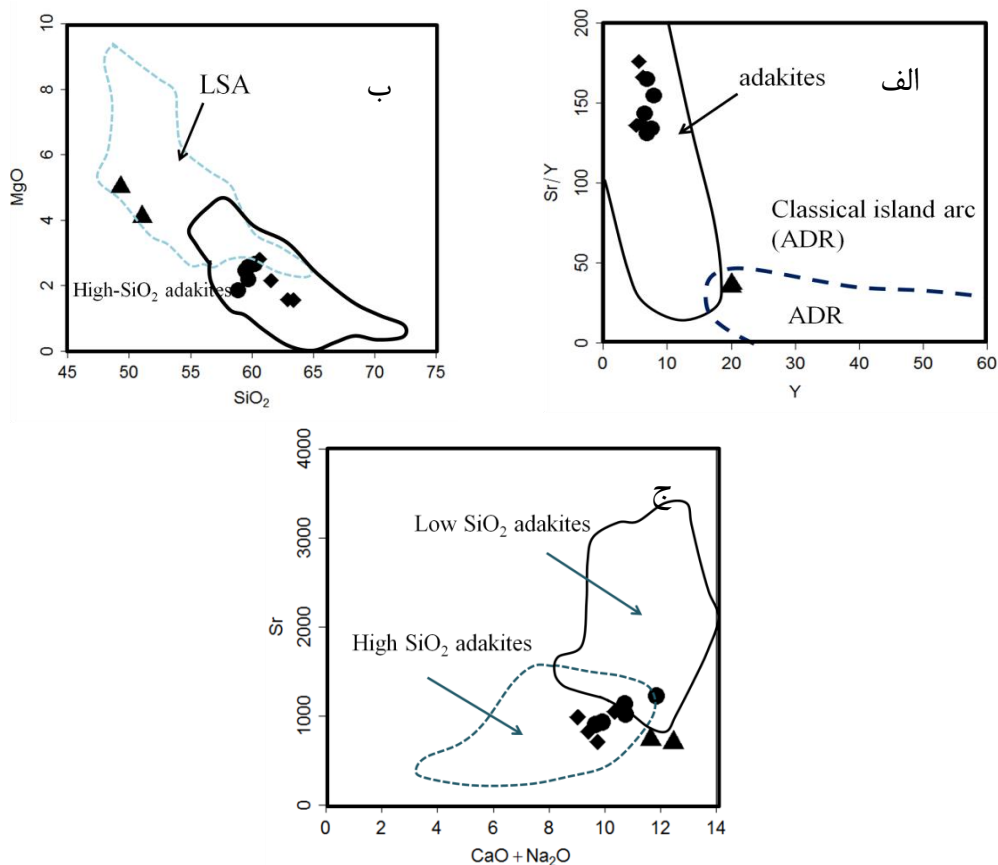 ب
LSA
High-SiO₂ adakites
MgO
10
8
6
4
2
0
45 50 55 60 65 70 75
SiO₂
الف
adakites
Classical island arc
(ADR)
ADR
Sr/Y
200
150
100
50
0
0 10 20 30 40 50 60
Y
ج
Low SiO₂ adakites
High SiO₂ adakites
Sr
4000
3000
2000
1000
0
0 2 4 6 8 10 12 14
CaO + Na₂O